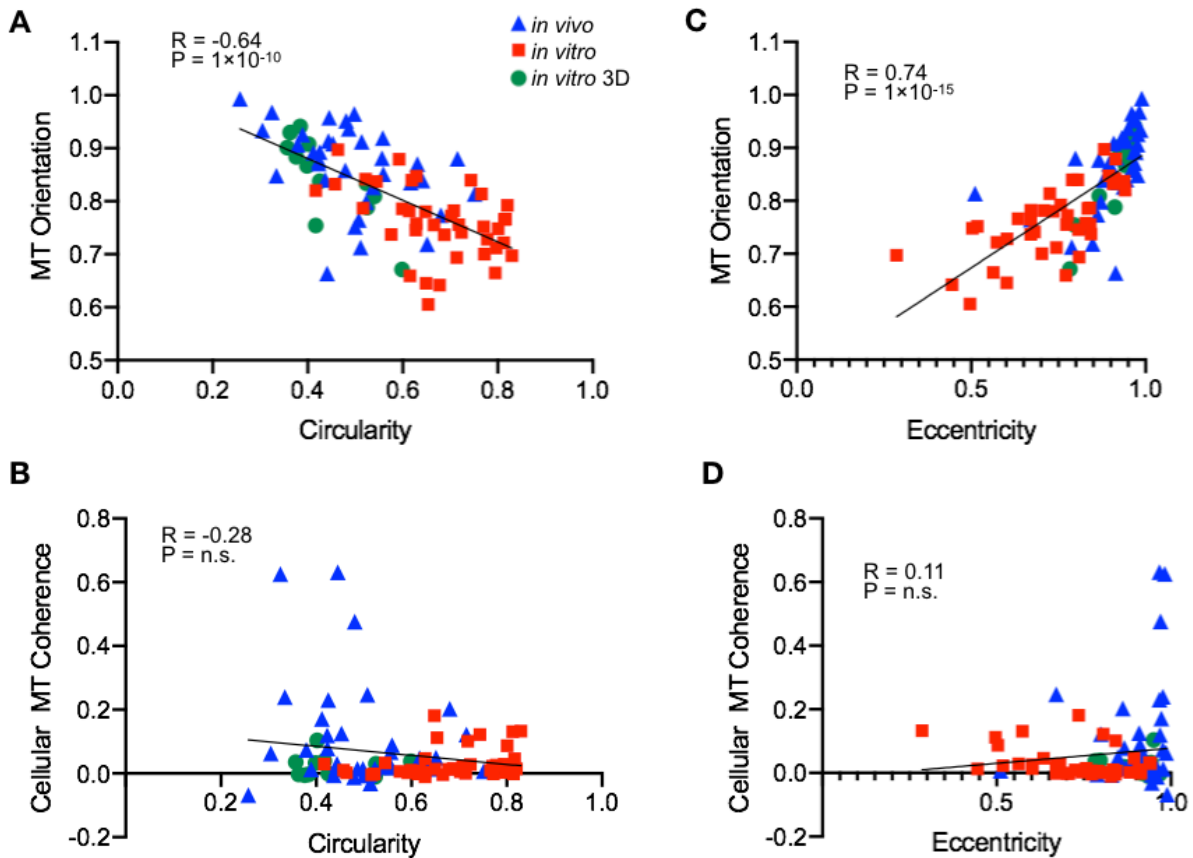 A
R = -0.64
P = 1×10⁻¹⁰
in vivo
in vitro
in vitro 3D
MT Orientation
1.1
1.0
0.9
0.8
0.7
0.6
0.5
0.0 0.2 0.4 0.6 0.8 1.0
Circularity
C
R = 0.74
P = 1×10⁻¹⁵
MT Orientation
1.1
1.0
0.9
0.8
0.7
0.6
0.5
0.0 0.5 1.0
Eccentricity
B
R = -0.28
P = n.s.
Cellular MT Coherence
0.8
0.6
0.4
0.2
0.0
-0.2
0.2 0.4 0.6 0.8 1.0
Circularity
D
R = 0.11
P = n.s.
Cellular MT Coherence
0.8
0.6
0.4
0.2
0.0
-0.2
0.5 1.0
Eccentricity